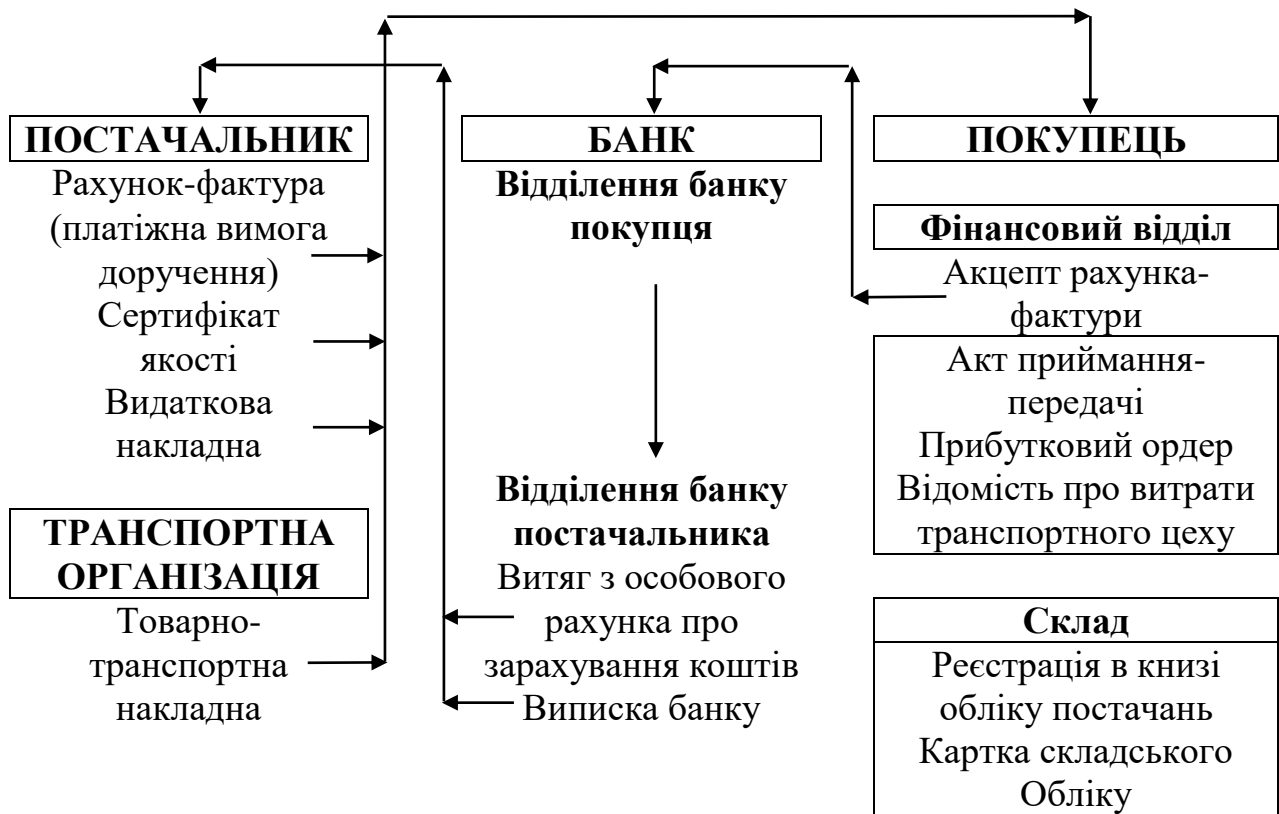 ПОСТАЧАЛЬНИК
Рахунок-фактура
(платіжна вимога
доручення)
Сертифікат
якості
Видаткова
накладна
ТРАНСПОРТНА
ОРГАНІЗАЦІЯ
Товарно-
транспортна
накладна
БАНК
Відділення банку
покупця
Відділення банку
постачальника
Витяг з особового
рахунка про
зарахування коштів
Виписка банку
ПОКУПЕЦЬ
Фінансовий відділ
Акцепт рахунка-
фактури
Акт приймання-
передачі
Прибутковий ордер
Відомість про витрати
транспортного цеху
Склад
Реєстрація в книзі
обліку постачань
Картка складського
Обліку